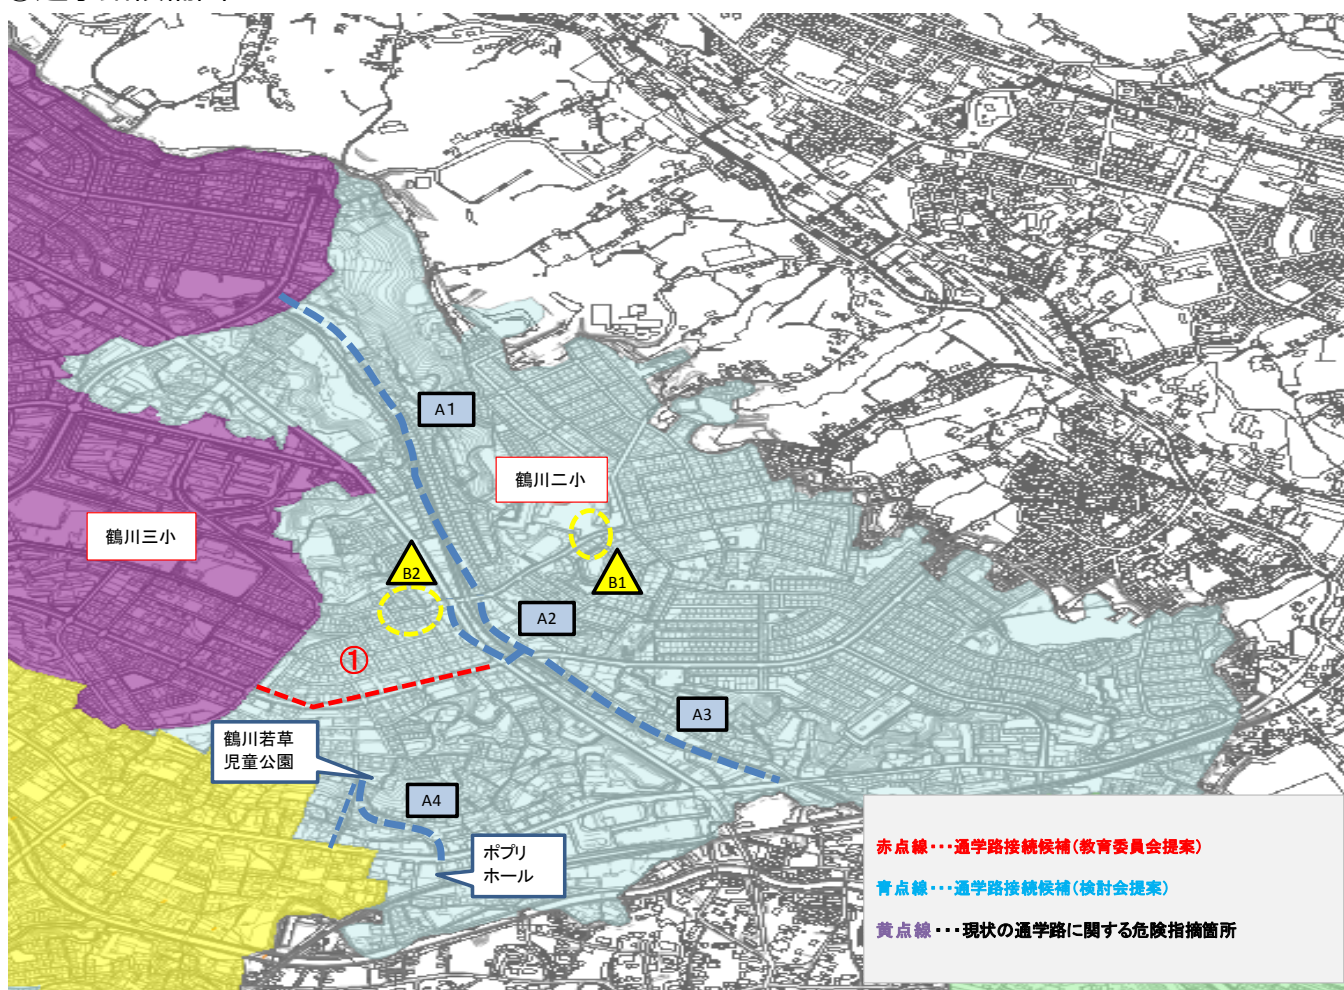 A1
鶴川二小
鶴川三小
B2
B1
A2
①
A3
鶴川若草
児童公園
A4
ポプリ
ホール
赤点線・・・通学路接続候補(教育委員会提案)
青点線・・・通学路接続候補(検討会提案)
黄点線・・・現状の通学路に関する危険指摘箇所